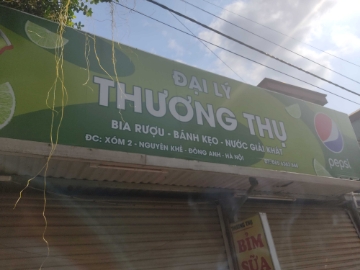 ĐẠI LÝ
THƯƠNG THỤ
BIA RƯỢU - BÁNH KẸO - NƯỚC GIẢI KHÁT
ĐC: XÓM 2 - NGUYÊN KHÊ - ĐÔNG ANH - HÀ NỘI
pepsi
BỈM
SỮA